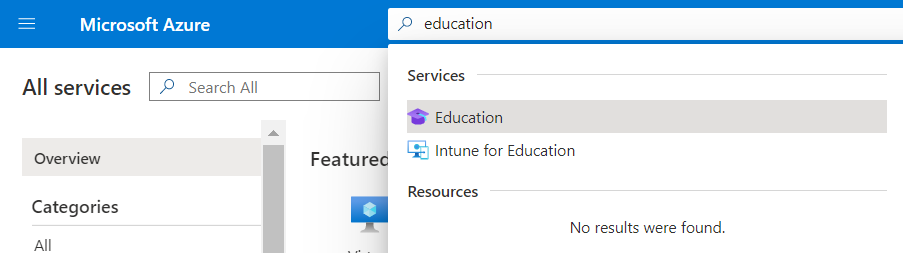 Microsoft Azure
education
All services
Search All
Services
Education
Intune for Education
Resources
No results were found.
Overview
Categories
All
Featured